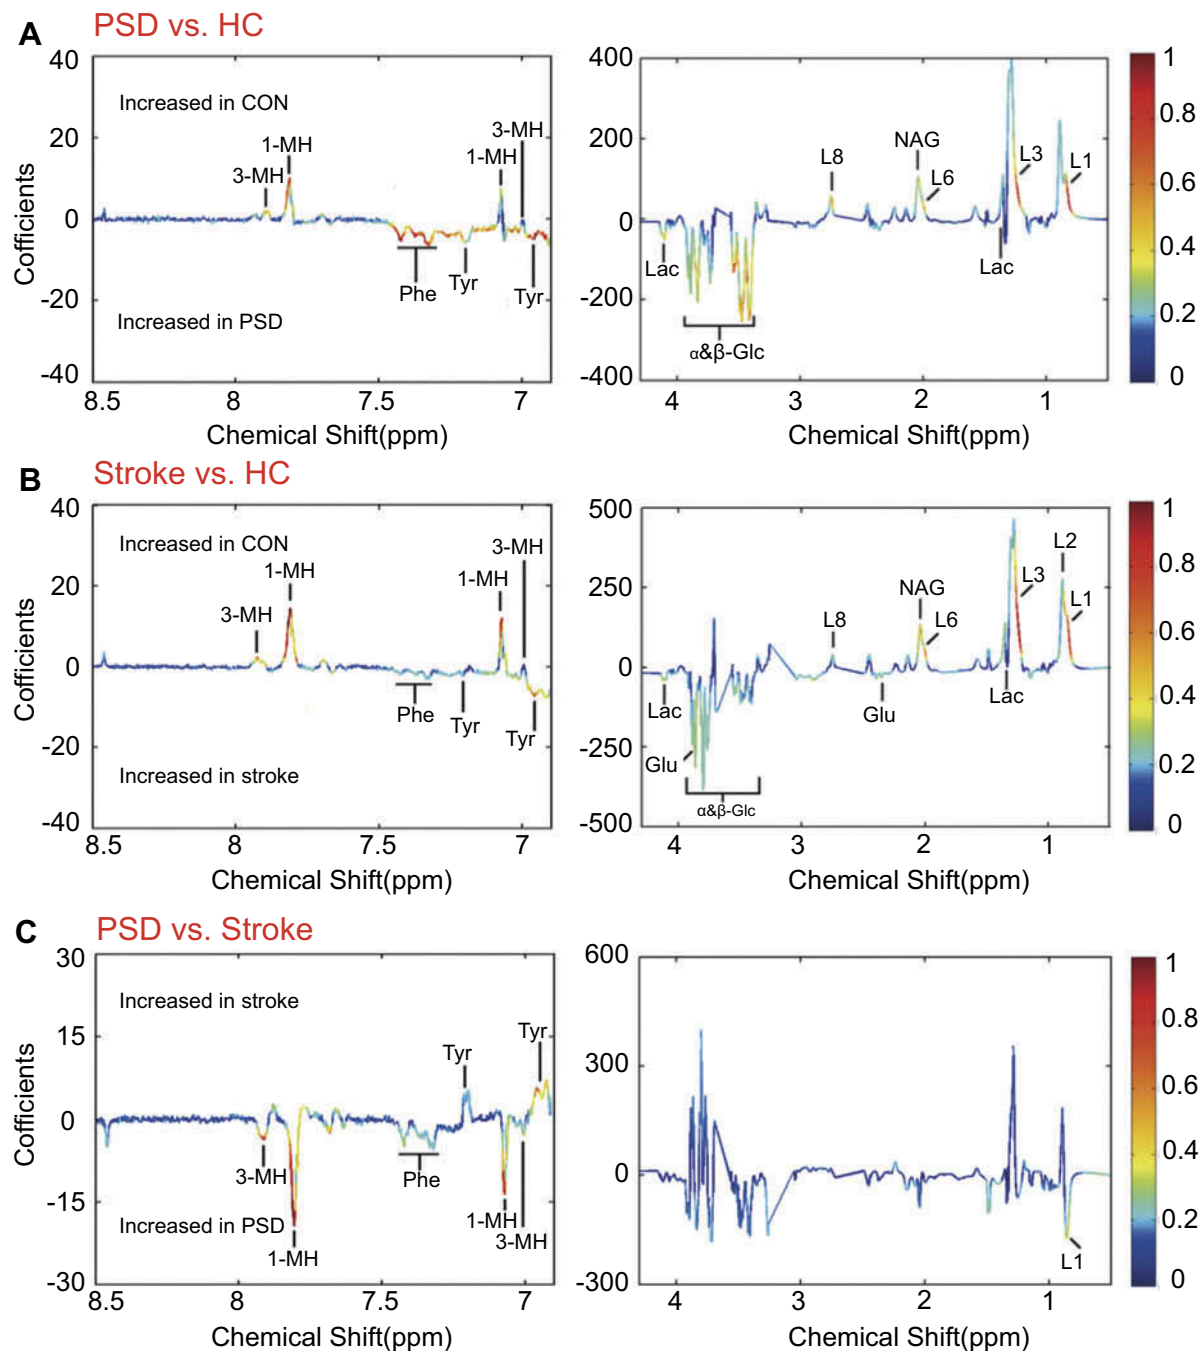 A
PSD vs. HC
40
20
0
-20
-40
Cofficients
Increased in CON
3-MH
1-MH
1-MH
3-MH
Phe
Tyr
Tyr
Increased in PSD
8.5
8
7.5
7
Chemical Shift(ppm)
400
200
0
-200
-400
L8
NAG
L6
L3
L1
Lac
Lac
α&β-Glc
4
3
2
1
Chemical Shift(ppm)
1
0.8
0.6
0.4
0.2
0
B
Stroke vs. HC
40
20
0
-20
-40
Cofficients
Increased in CON
3-MH
1-MH
1-MH
3-MH
Phe
Tyr
Tyr
Increased in stroke
8.5
8
7.5
7
Chemical Shift(ppm)
500
250
0
-250
-500
L8
NAG
L6
L3
L2
L1
Lac
Glu
Lac
Glu
α&β-Glc
4
3
2
1
Chemical Shift(ppm)
1
0.8
0.6
0.4
0.2
0
C
PSD vs. Stroke
30
15
0
-15
-30
Cofficients
Increased in stroke
Tyr
Tyr
3-MH
Phe
1-MH
3-MH
Increased in PSD
1-MH
8.5
8
7.5
7
Chemical Shift(ppm)
600
300
0
-300
L1
4
3
2
1
Chemical Shift(ppm)
1
0.8
0.6
0.4
0.2
0